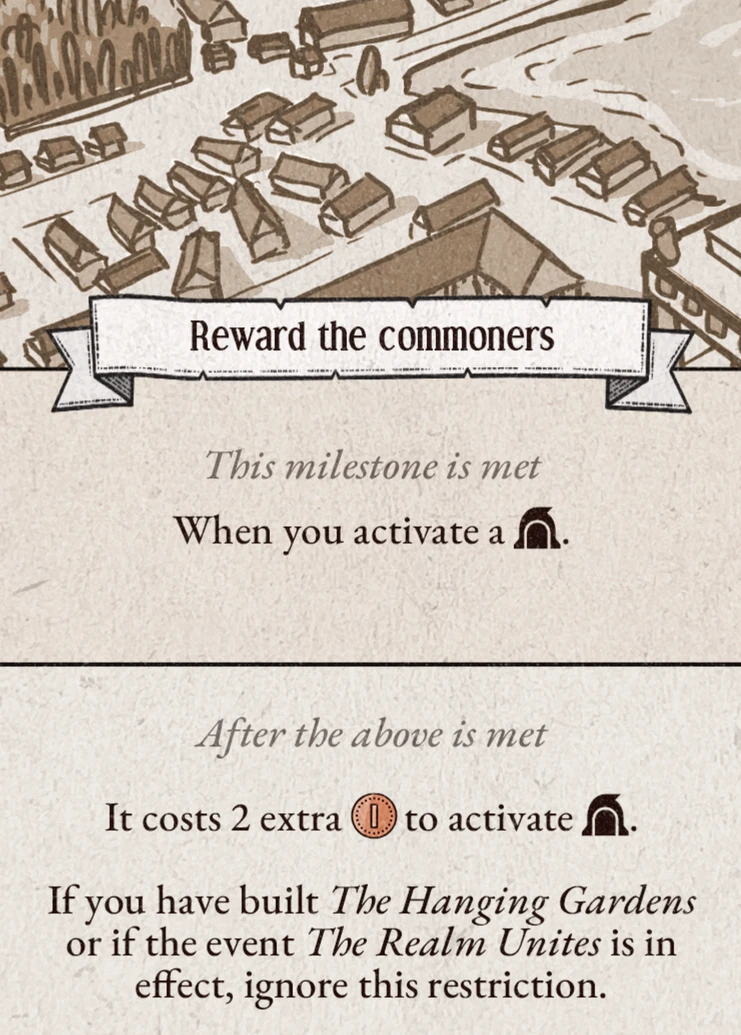 Reward the commoners
This milestone is met
When you activate a .
After the above is met
It costs 2 extra to activate .
If you have built The Hanging Gardens
or if the event The Realm Unites is in
effect, ignore this restriction.